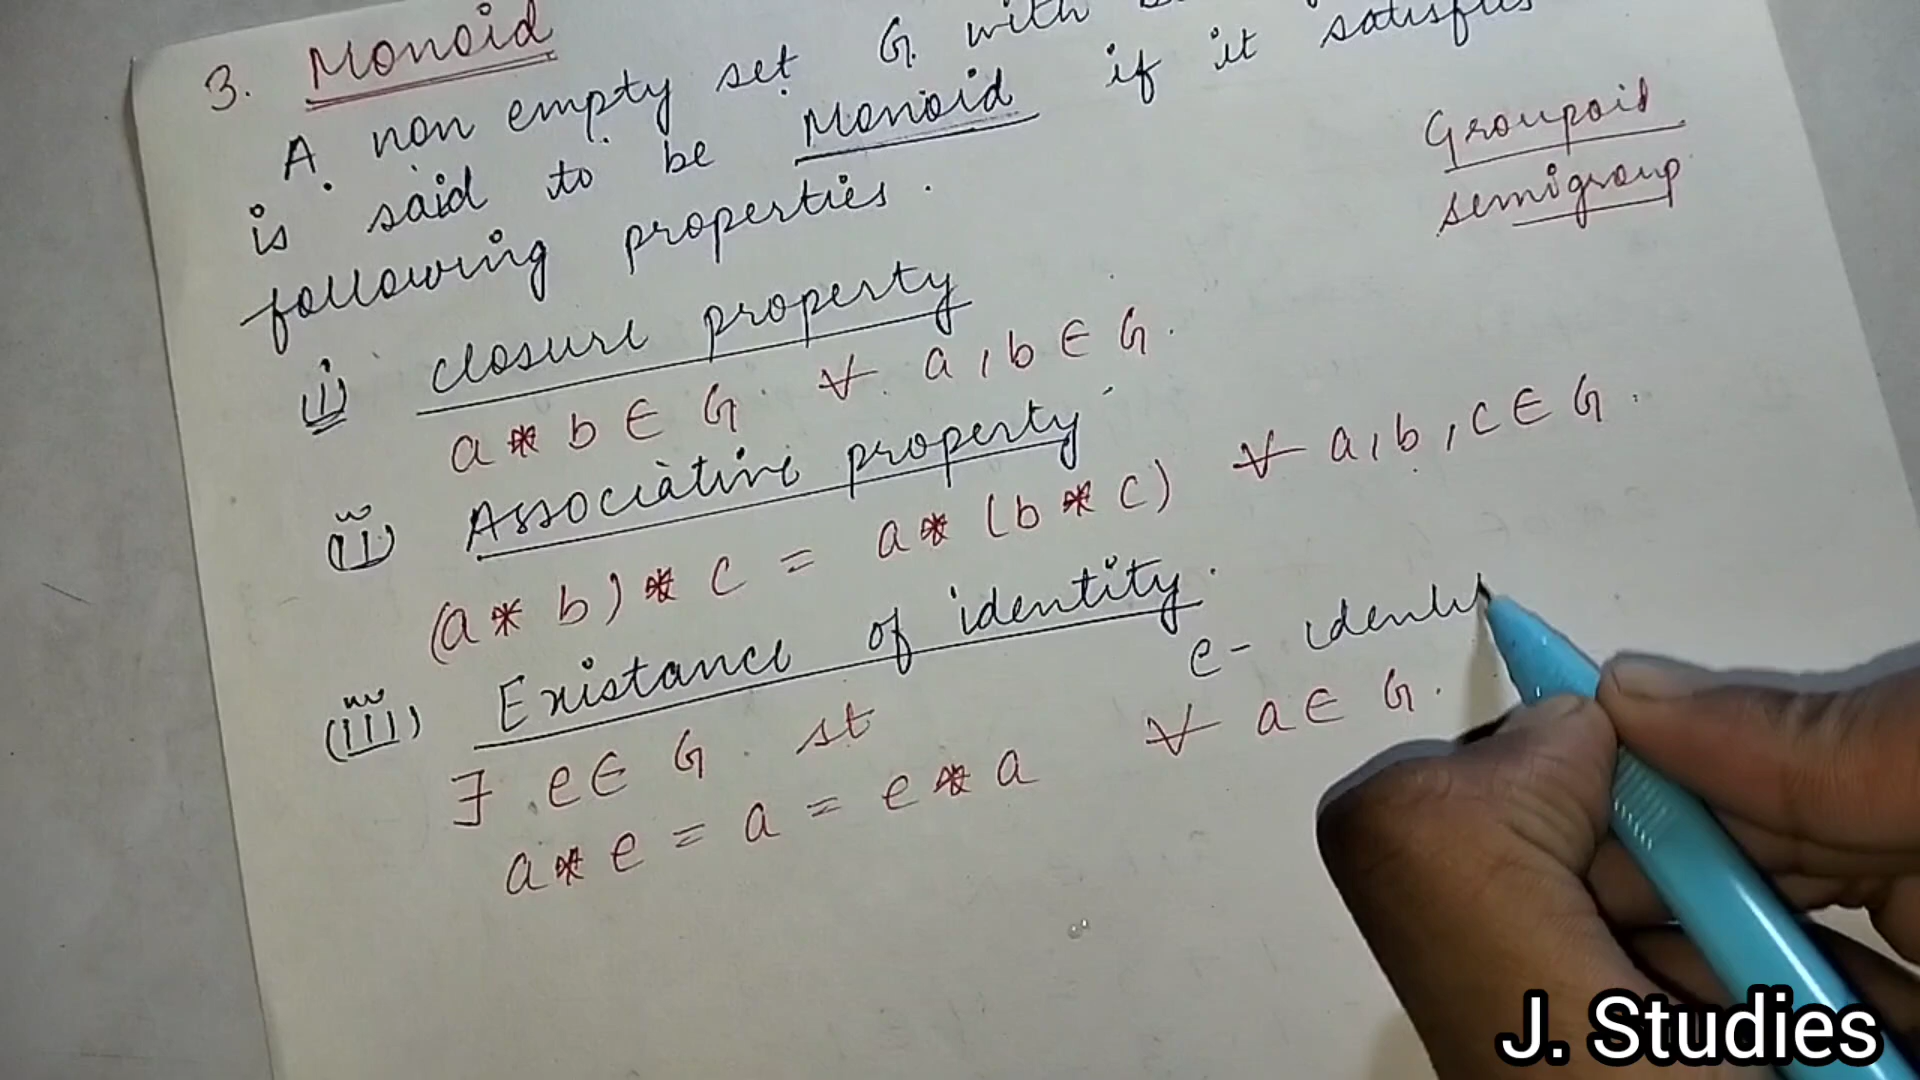 3. Monoid
A non empty set G with
is said to be Monoid if it satisfies
following properties.
Groupoid
semigroup
(i) closure property
a * b ∈ G ∀ a, b ∈ G.
(ii) Associative property
(a * b) * c = a * (b * c) ∀ a, b, c ∈ G.
(iii) Existance of identity.
e - identi
∃ e ∈ G st
a * e = a = e * a ∀ a ∈ G.
J. Studies